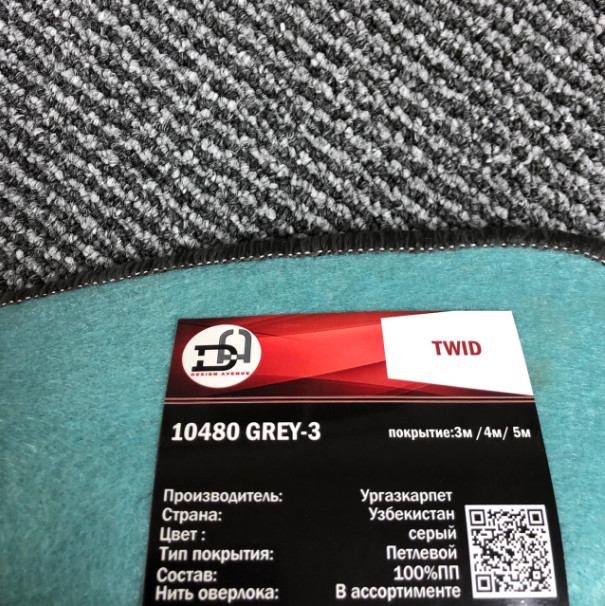 DESIGN AVENUE
TWID
10480 GREY-3
покрытие:3м /4м/ 5м
Производитель: Ургазкарпет
Страна: Узбекистан
Цвет : серый
Тип покрытия: Петлевой
Состав: 100%ПП
Нить оверлока: В ассортименте